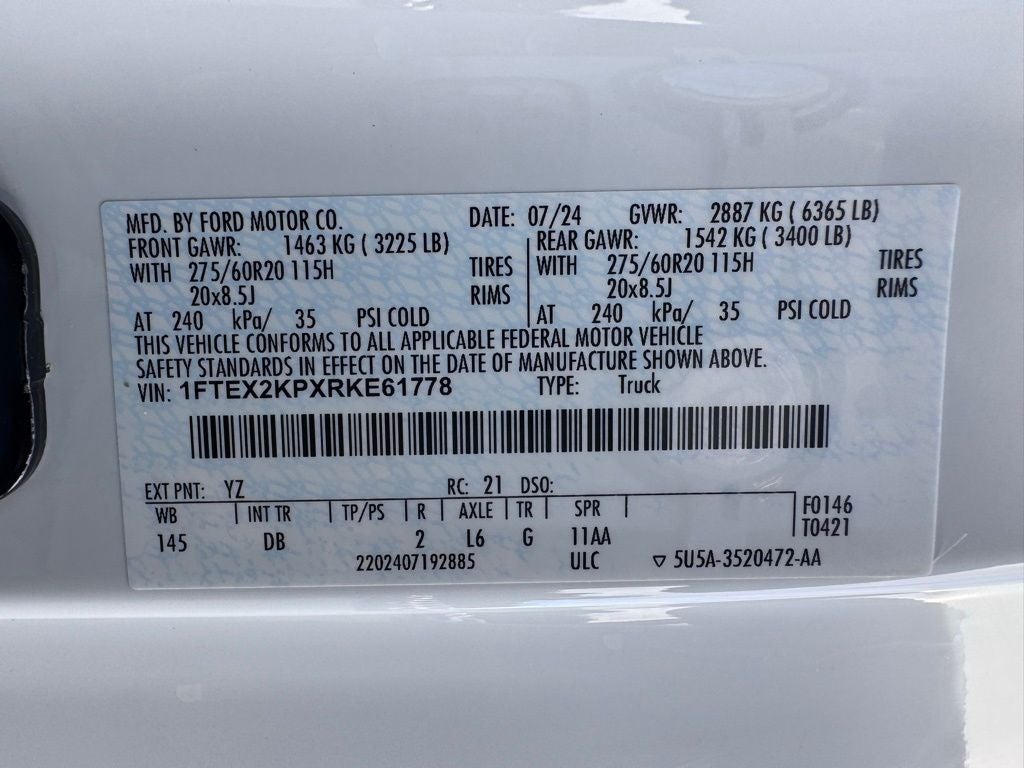 MFD. BY FORD MOTOR CO. DATE: 07/24 GVWR: 2887 KG ( 6365 LB)
FRONT GAWR: 1463 KG ( 3225 LB) REAR GAWR: 1542 KG ( 3400 LB)
WITH 275/60R20 115H TIRES WITH 275/60R20 115H TIRES
20x8.5J RIMS 20x8.5J RIMS
AT 240 kPa/ 35 PSI COLD AT 240 kPa/ 35 PSI COLD
THIS VEHICLE CONFORMS TO ALL APPLICABLE FEDERAL MOTOR VEHICLE
SAFETY STANDARDS IN EFFECT ON THE DATE OF MANUFACTURE SHOWN ABOVE.
VIN: 1FTEX2KPXRKE61778 TYPE: Truck
EXT PNT: YZ RC: 21 DSO:
WB INT TR TP/PS R AXLE TR SPR F0146
145 DB 2 L6 G 11AA T0421
2202407192885 ULC ▽ 5U5A-3520472-AA